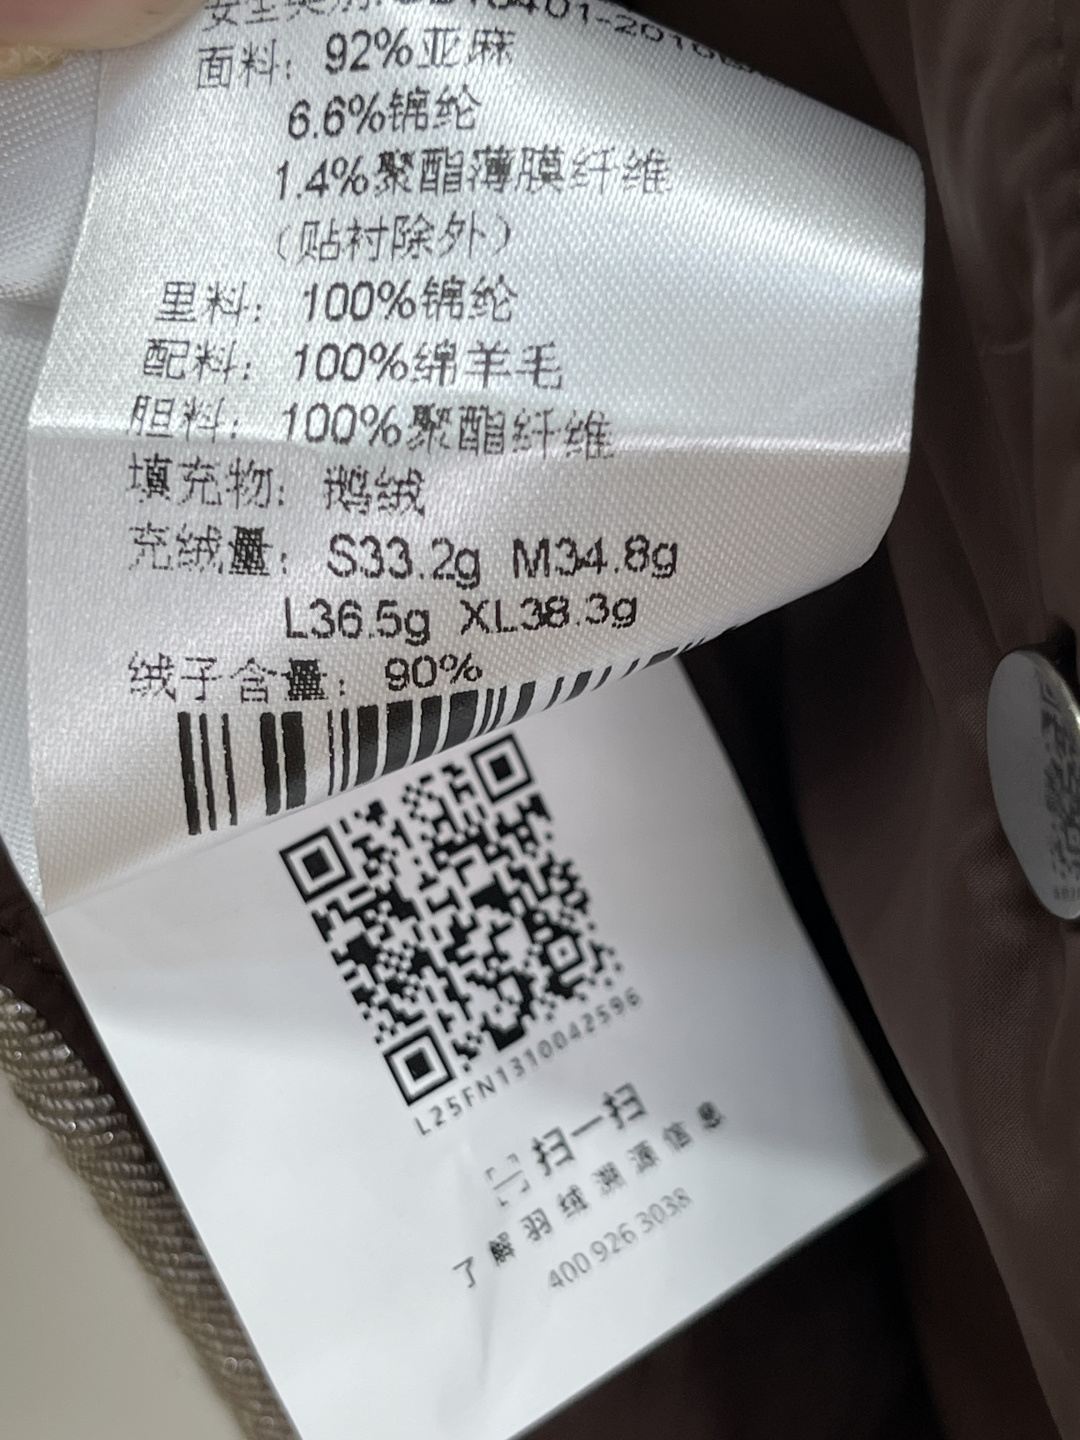 面料：92%亚麻
6.6%锦纶
1.4%聚酯薄膜纤维
（贴衬除外）
里料：100%锦纶
配料：100%绵羊毛
胆料：100%聚酯纤维
填充物：鹅绒
充绒量：S33.2g M34.8g
L36.5g XL38.3g
绒子含量：90%
L25FN1310042596
扫一扫
了解羽绒溯源信息
400 926 3038